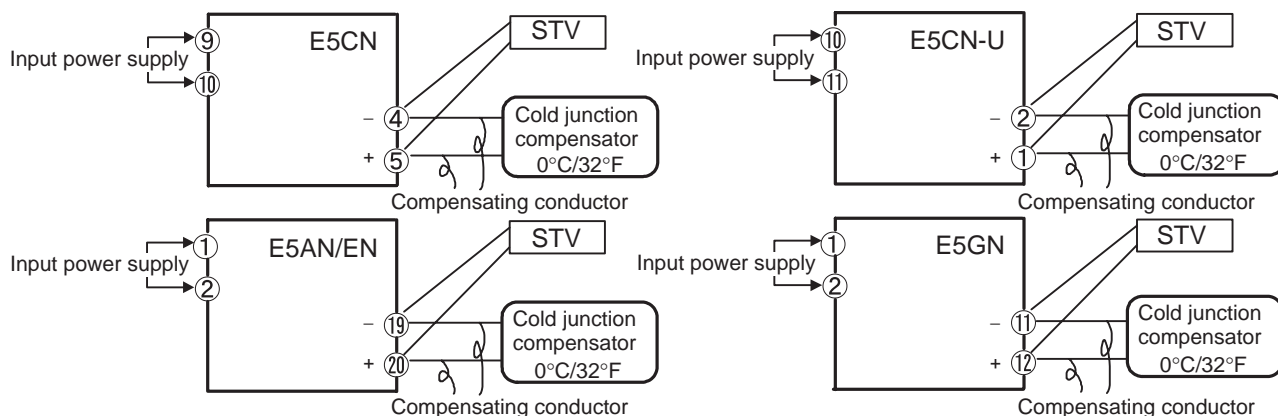 ⑨ E5CN STV
Input power supply
⑩
− ④ Cold junction
compensator
+ ⑤ 0°C/32°F
Compensating conductor
⑩ E5CN-U STV
Input power supply
⑪
− ② Cold junction
compensator
+ ① 0°C/32°F
Compensating conductor
① E5AN/EN STV
Input power supply
②
− ⑲ Cold junction
compensator
+ ⑳ 0°C/32°F
Compensating conductor
① E5GN STV
Input power supply
②
− ⑪ Cold junction
compensator
+ ⑫ 0°C/32°F
Compensating conductor